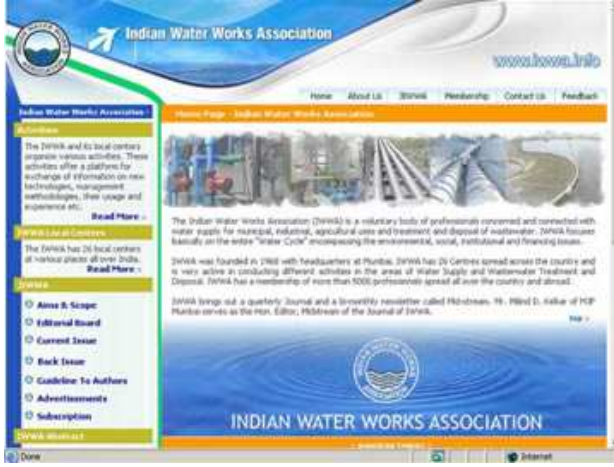 Indian Water Works Association
www.iwwa.info
Home About Us JIWWA Membership Contact Us Feedback
Indian Water Works Association
Home Page - Indian Water Works Association
Activities
The IWWA and its local centers
organize various activities. These
activities offer a platform for
exchange of information on new
technologies, management
methodologies, their usage and
experience etc.
Read More
IWWA Local Centres
The IWWA has 26 local centers
at various places all over India.
Read More
JIWWA
Aims & Scope
Editorial Board
Current Issue
Back Issue
Guideline To Authors
Advertisements
Subscription
IWWA Abstract
The Indian Water Works Association (IWWA) is a voluntary body of professionals concerned and connected with
water supply for municipal, industrial, agricultural uses and treatment and disposal of wastewater. IWWA focuses
basically on the entire "Water Cycle" encompassing the environmental, social, institutional and financing issues.
IWWA was founded in 1968 with headquarters at Mumbai. IWWA has 26 Centres spread across the country and
is very active in conducting different activities in the areas of Water Supply and Wastewater Treatment and
Disposal. IWWA has a membership of more than 5000 professionals spread all over the country and abroad.
IWWA brings out a quarterly Journal and a bi-monthly newsletter called Mid-stream. Mr. Milind D. Kelkar of MJP
Mumbai serves as the Hon. Editor, Midstream of the Journal of IWWA.
Top
INDIAN WATER WORKS ASSOCIATION
Done
Internet